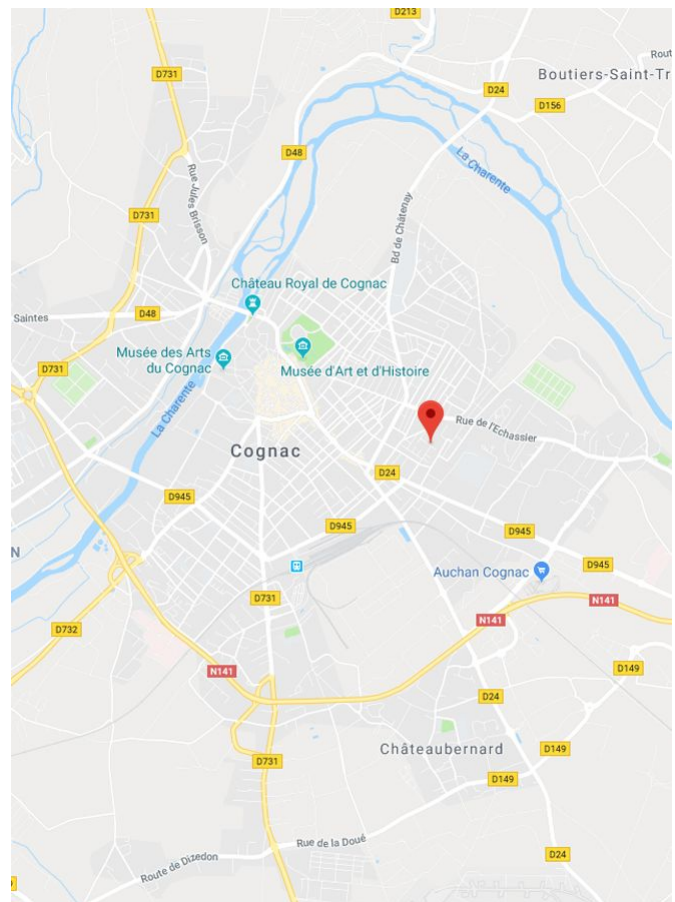 D213
Rout
D731
Boutiers-Saint-Tr
D24
D156
D48
La Charente
Rue Jules Brisson
D731
Bd de Châtenay
Château Royal de Cognac
Saintes
D48
Musée des Arts
du Cognac
D731
Musée d'Art et d'Histoire
La Charente
Rue de l'Echassier
Cognac
D24
D945
D945
D945
N
Auchan Cognac
D945
D731
N141
N141
D732
N141
D149
D24
Châteaubernard
D149
D731
D149
Rue de la Doué
D24
Route de Dizedon